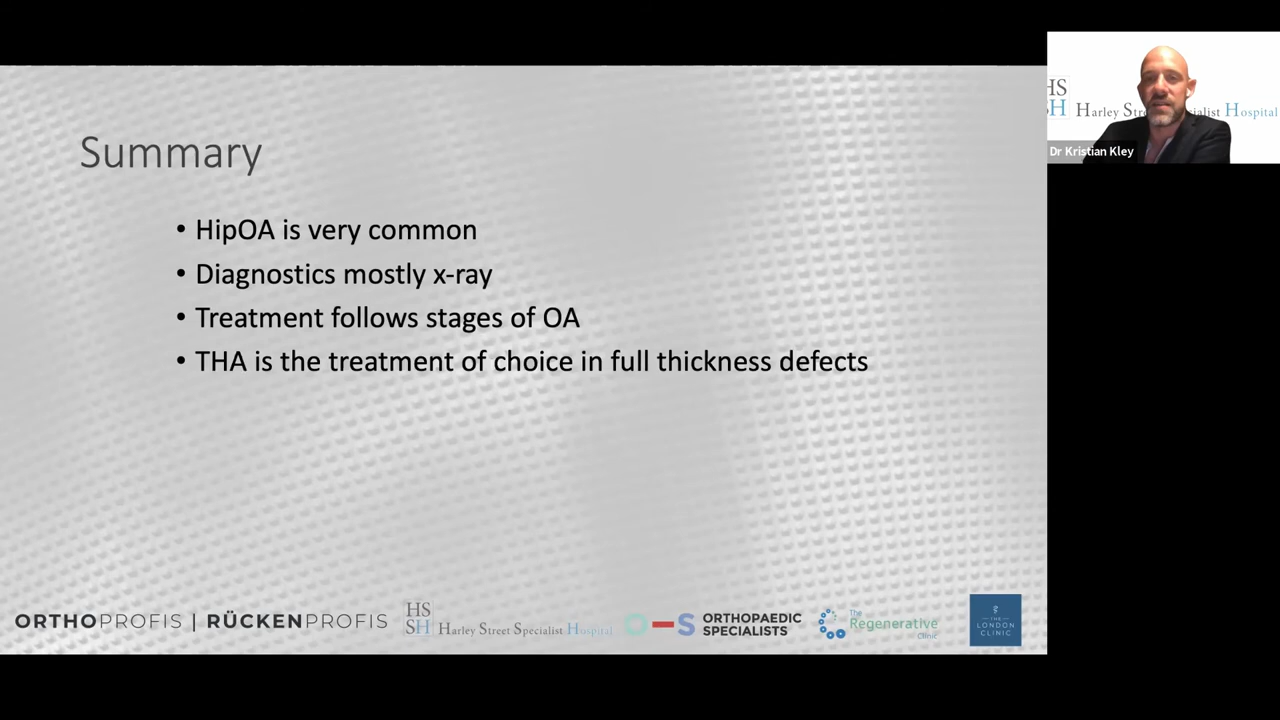 Summary
• HipOA is very common
• Diagnostics mostly x-ray
• Treatment follows stages of OA
• THA is the treatment of choice in full thickness defects
ORTHOPROFIS | RÜCKENPROFIS
HS
SH Harley Street Specialist Hospital
O-S ORTHOPAEDIC
SPECIALISTS
The
Regenerative
Clinic
THE
LONDON
CLINIC
HS
SH Harley Stre ialist Hospital
Dr Kristian Kley